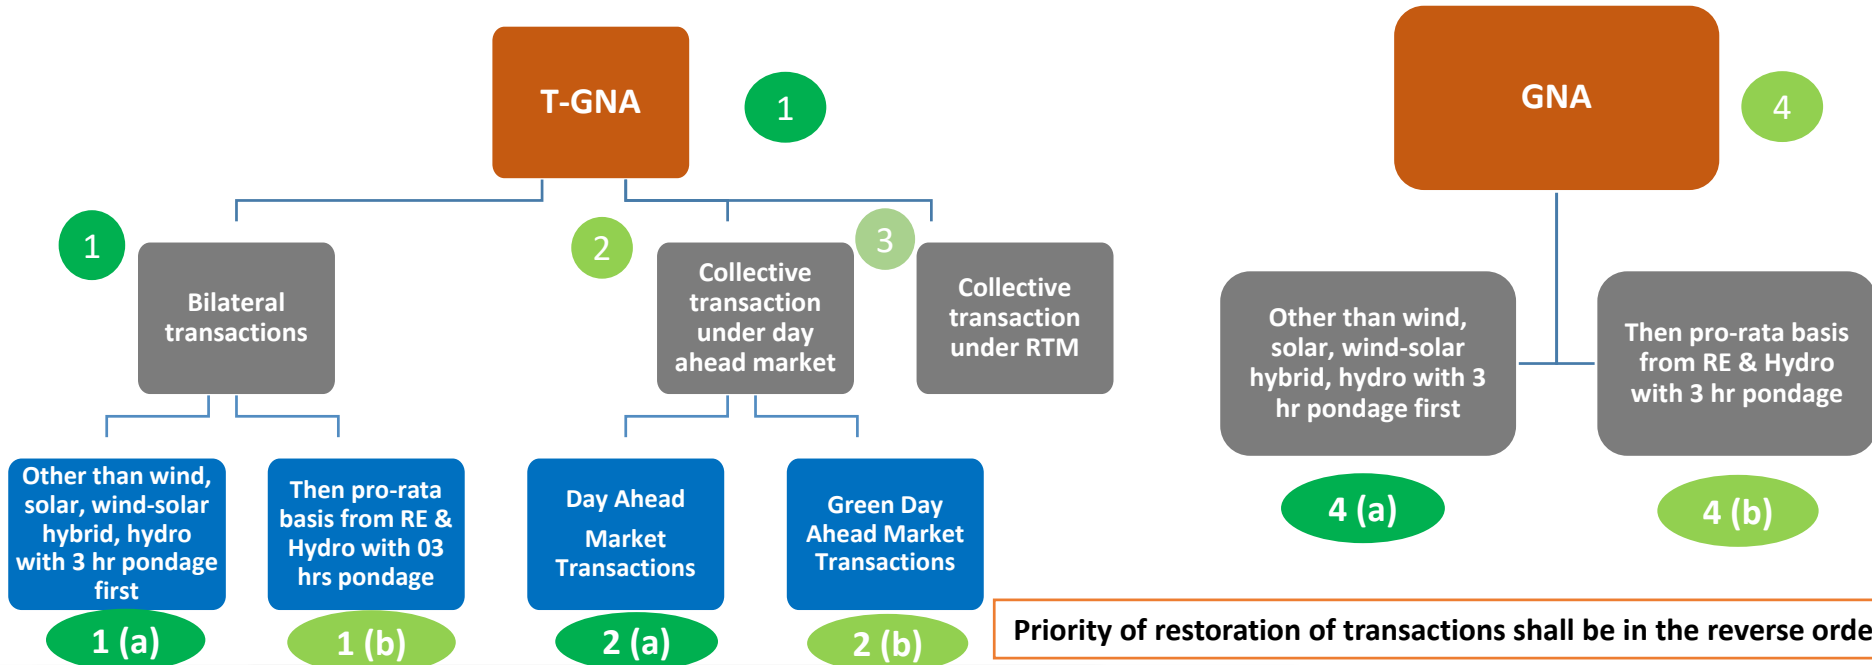 T-GNA
1
GNA
4
1
2
3
Bilateral
transactions
Collective
transaction
under day
ahead market
Collective
transaction
under RTM
Other than wind,
solar, wind-solar
hybrid, hydro with 3
hr pondage first
Then pro-rata basis
from RE & Hydro
with 3 hr pondage
4 (a)
4 (b)
Other than wind,
solar, wind-solar
hybrid, hydro
with 3 hr pondage
first
Then pro-rata
basis from RE &
Hydro with 03
hrs pondage
Day Ahead
Market
Transactions
Green Day
Ahead Market
Transactions
1 (a)
1 (b)
2 (a)
2 (b)
Priority of restoration of transactions shall be in the reverse orde